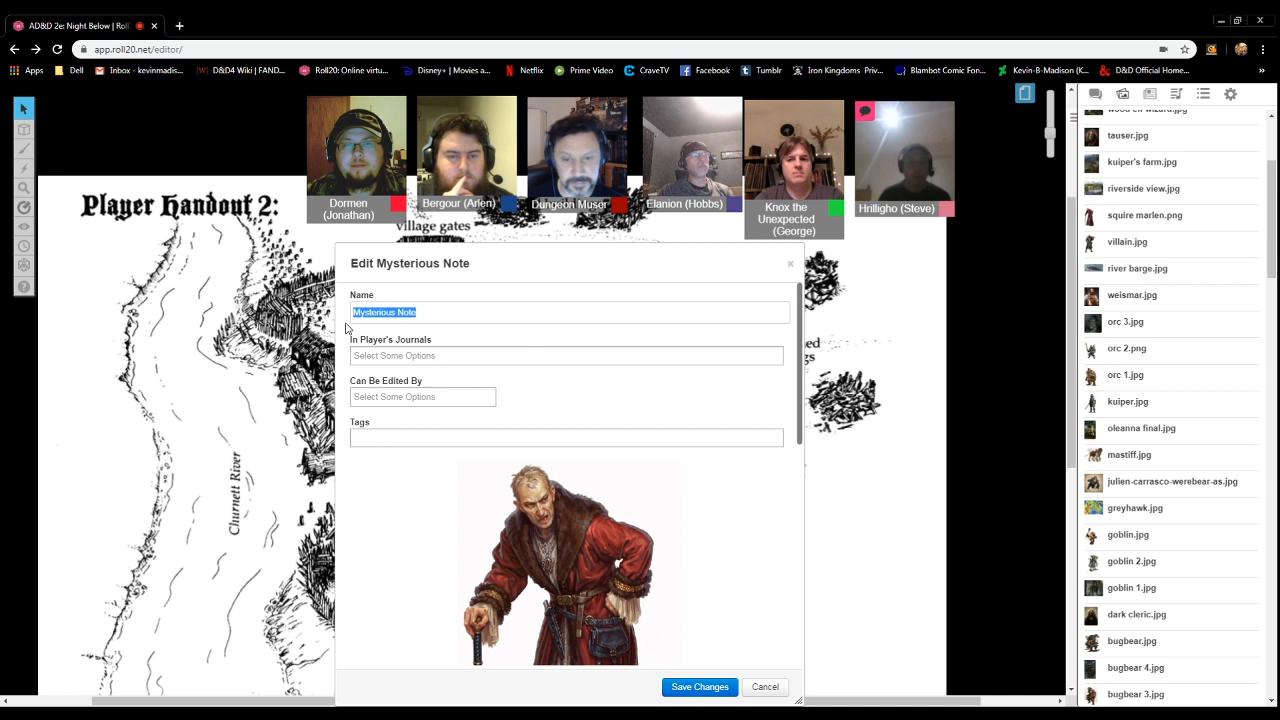 AD&D 2e: Night Below | Roll
app.roll20.net/editor/
Apps
Dell
Inbox - kevinmadis...
D&D4 Wiki | FAND...
Roll20: Online virtu...
Disney+ | Movies a...
Netflix
Prime Video
CraveTV
Facebook
Tumblr
Iron Kingdoms Priv...
Blambot Comic Fon...
Kevin-B-Madison (K...
D&D Official Home...
»
Player Handout 2:
Dormen
(Jonathan)
Bergour (Arlen)
Dungeon Muser
Elanion (Hobbs)
Knox the
Unexpected
(George)
Hrilligho (Steve)
village gates
Churnett River
Edit Mysterious Note
Name
Mysterious Note
In Player's Journals
Select Some Options
Can Be Edited By
Select Some Options
Tags
Save Changes
Cancel
wood elf wizard.jpg
tauser.jpg
kuiper's farm.jpg
riverside view.jpg
squire marlen.png
villain.jpg
river barge.jpg
weismar.jpg
orc 3.jpg
orc 2.png
orc 1.jpg
kuiper.jpg
oleanna final.jpg
mastiff.jpg
julien-carrasco-werebear-as.jpg
greyhawk.jpg
goblin.jpg
goblin 2.jpg
goblin 1.jpg
dark cleric.jpg
bugbear.jpg
bugbear 4.jpg
bugbear 3.jpg